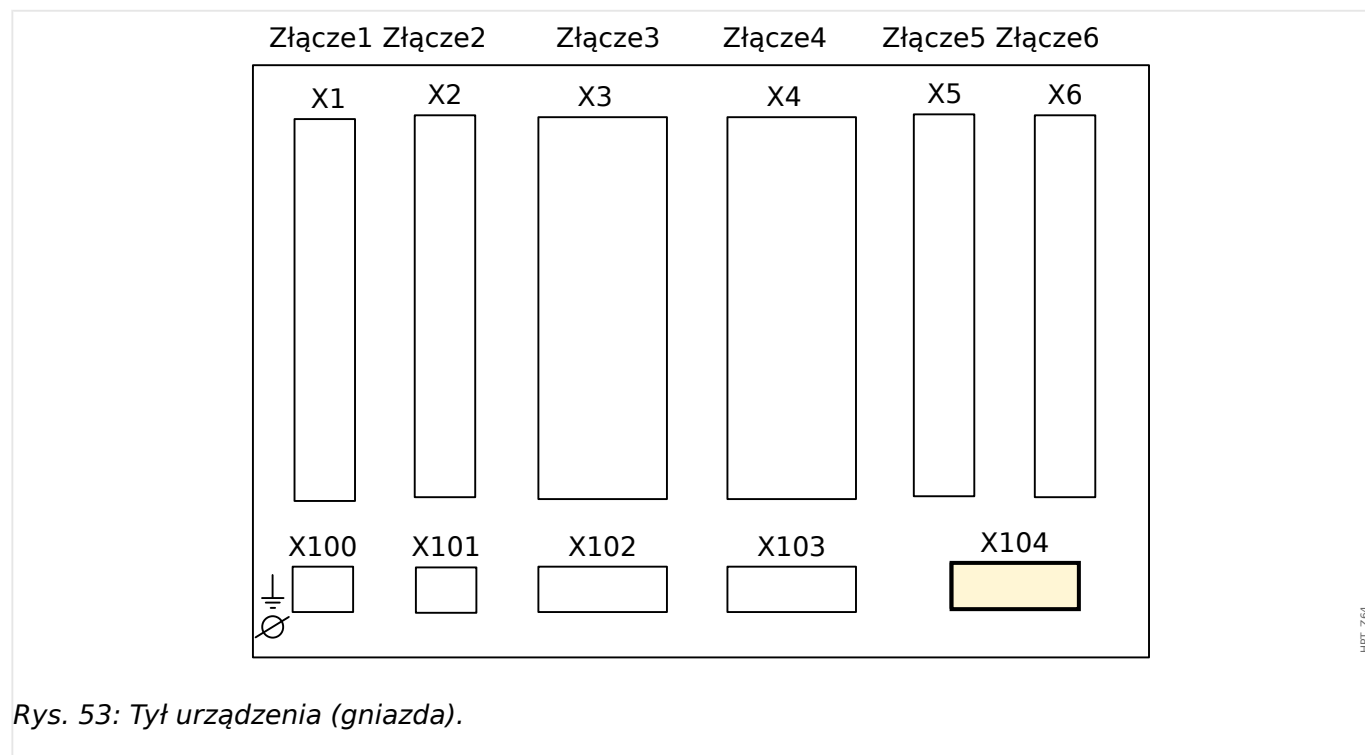 Złącze1 Złącze2 Złącze3 Złącze4 Złącze5 Złącze6
X1 X2 X3 X4 X5 X6
X100 X101 X102 X103 X104
HPT_Z64
Rys. 53: Tył urządzenia (gniazda).